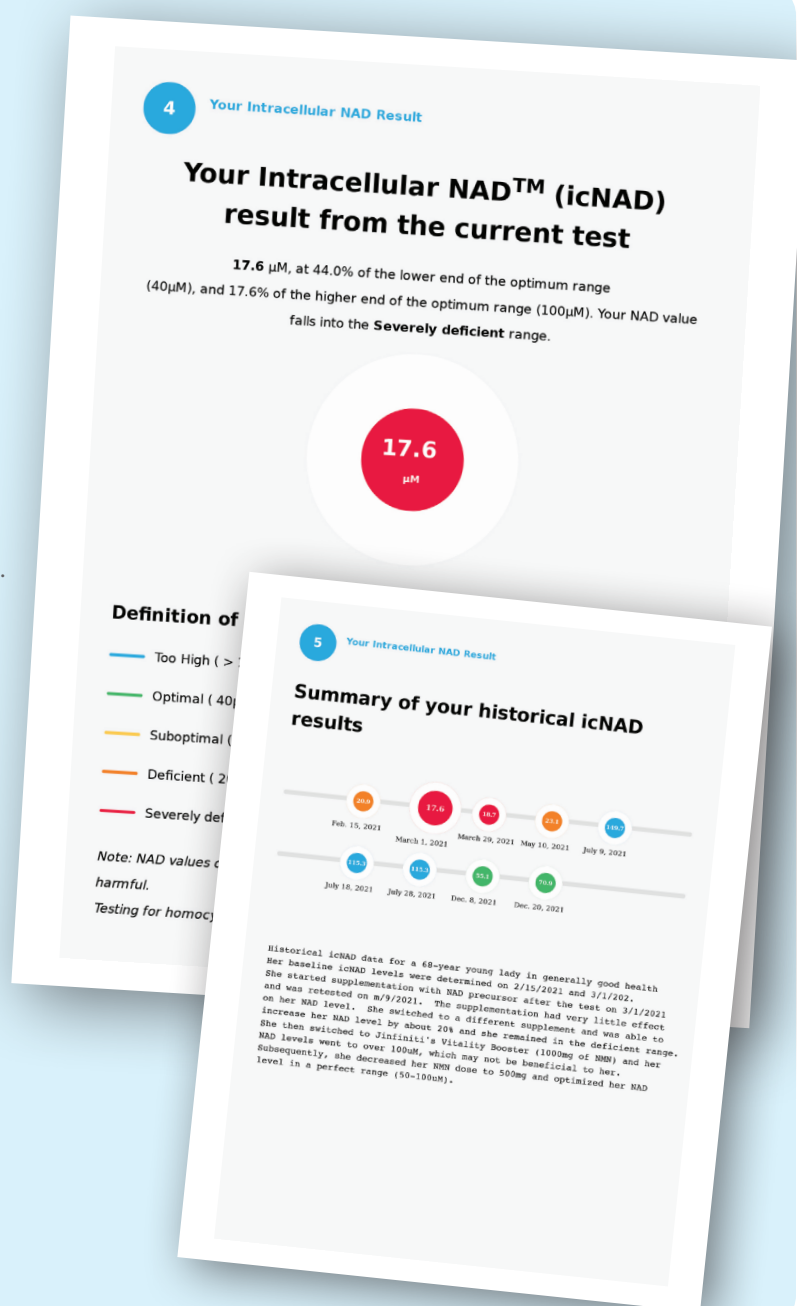 4
Your Intracellular NAD Result
Your Intracellular NAD™ (icNAD)
result from the current test
17.6 µM, at 44.0% of the lower end of the optimum range
(40µM), and 17.6% of the higher end of the optimum range (100µM). Your NAD value
falls into the Severely deficient range.
17.6
µM
Definition of
Too High ( >
Optimal ( 40
Suboptimal (
Deficient ( 2
Severely def
Note: NAD values
harmful.
Testing for homocy
5
Your Intracellular NAD Result
Summary of your historical icNAD
results
20.9
17.6
18.7
23.1
149.7
Feb. 15, 2021
March 1, 2021
March 29, 2021
May 10, 2021
July 9, 2021
115.3
115.3
55.1
70.9
July 18, 2021
July 28, 2021
Dec. 8, 2021
Dec. 20, 2021
Historical icNAD data for a 68-year young lady in generally good health
Her baseline icNAD levels were determined on 2/15/2021 and 3/1/202.
She started supplementation with NAD precursor after the test on 3/1/2021
and was retested on m/9/2021. The supplementation had very little effect
on her NAD level. She switched to a different supplement and was able to
increase her NAD level by about 20% and she remained in the deficient range.
She then switched to Jinfiniti's Vitality Booster (1000mg of NMN) and her
NAD levels went to over 100uM, which may not be beneficial to her.
Subsequently, she decreased her NMN dose to 500mg and optimized her NAD
level in a perfect range (50-100uM).